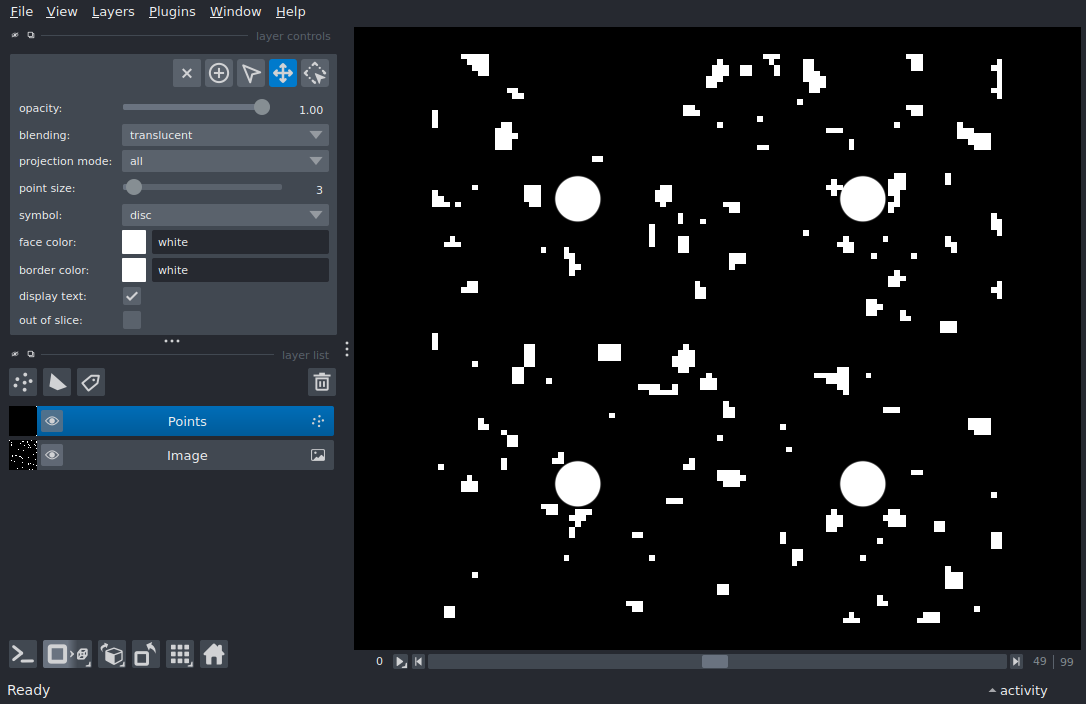 File View Layers Plugins Window Help
layer controls
opacity: 1.00
blending: translucent
projection mode: all
point size: 3
symbol: disc
face color: white
border color: white
display text:
out of slice:
layer list
Points
Image
0 49 99
Ready activity